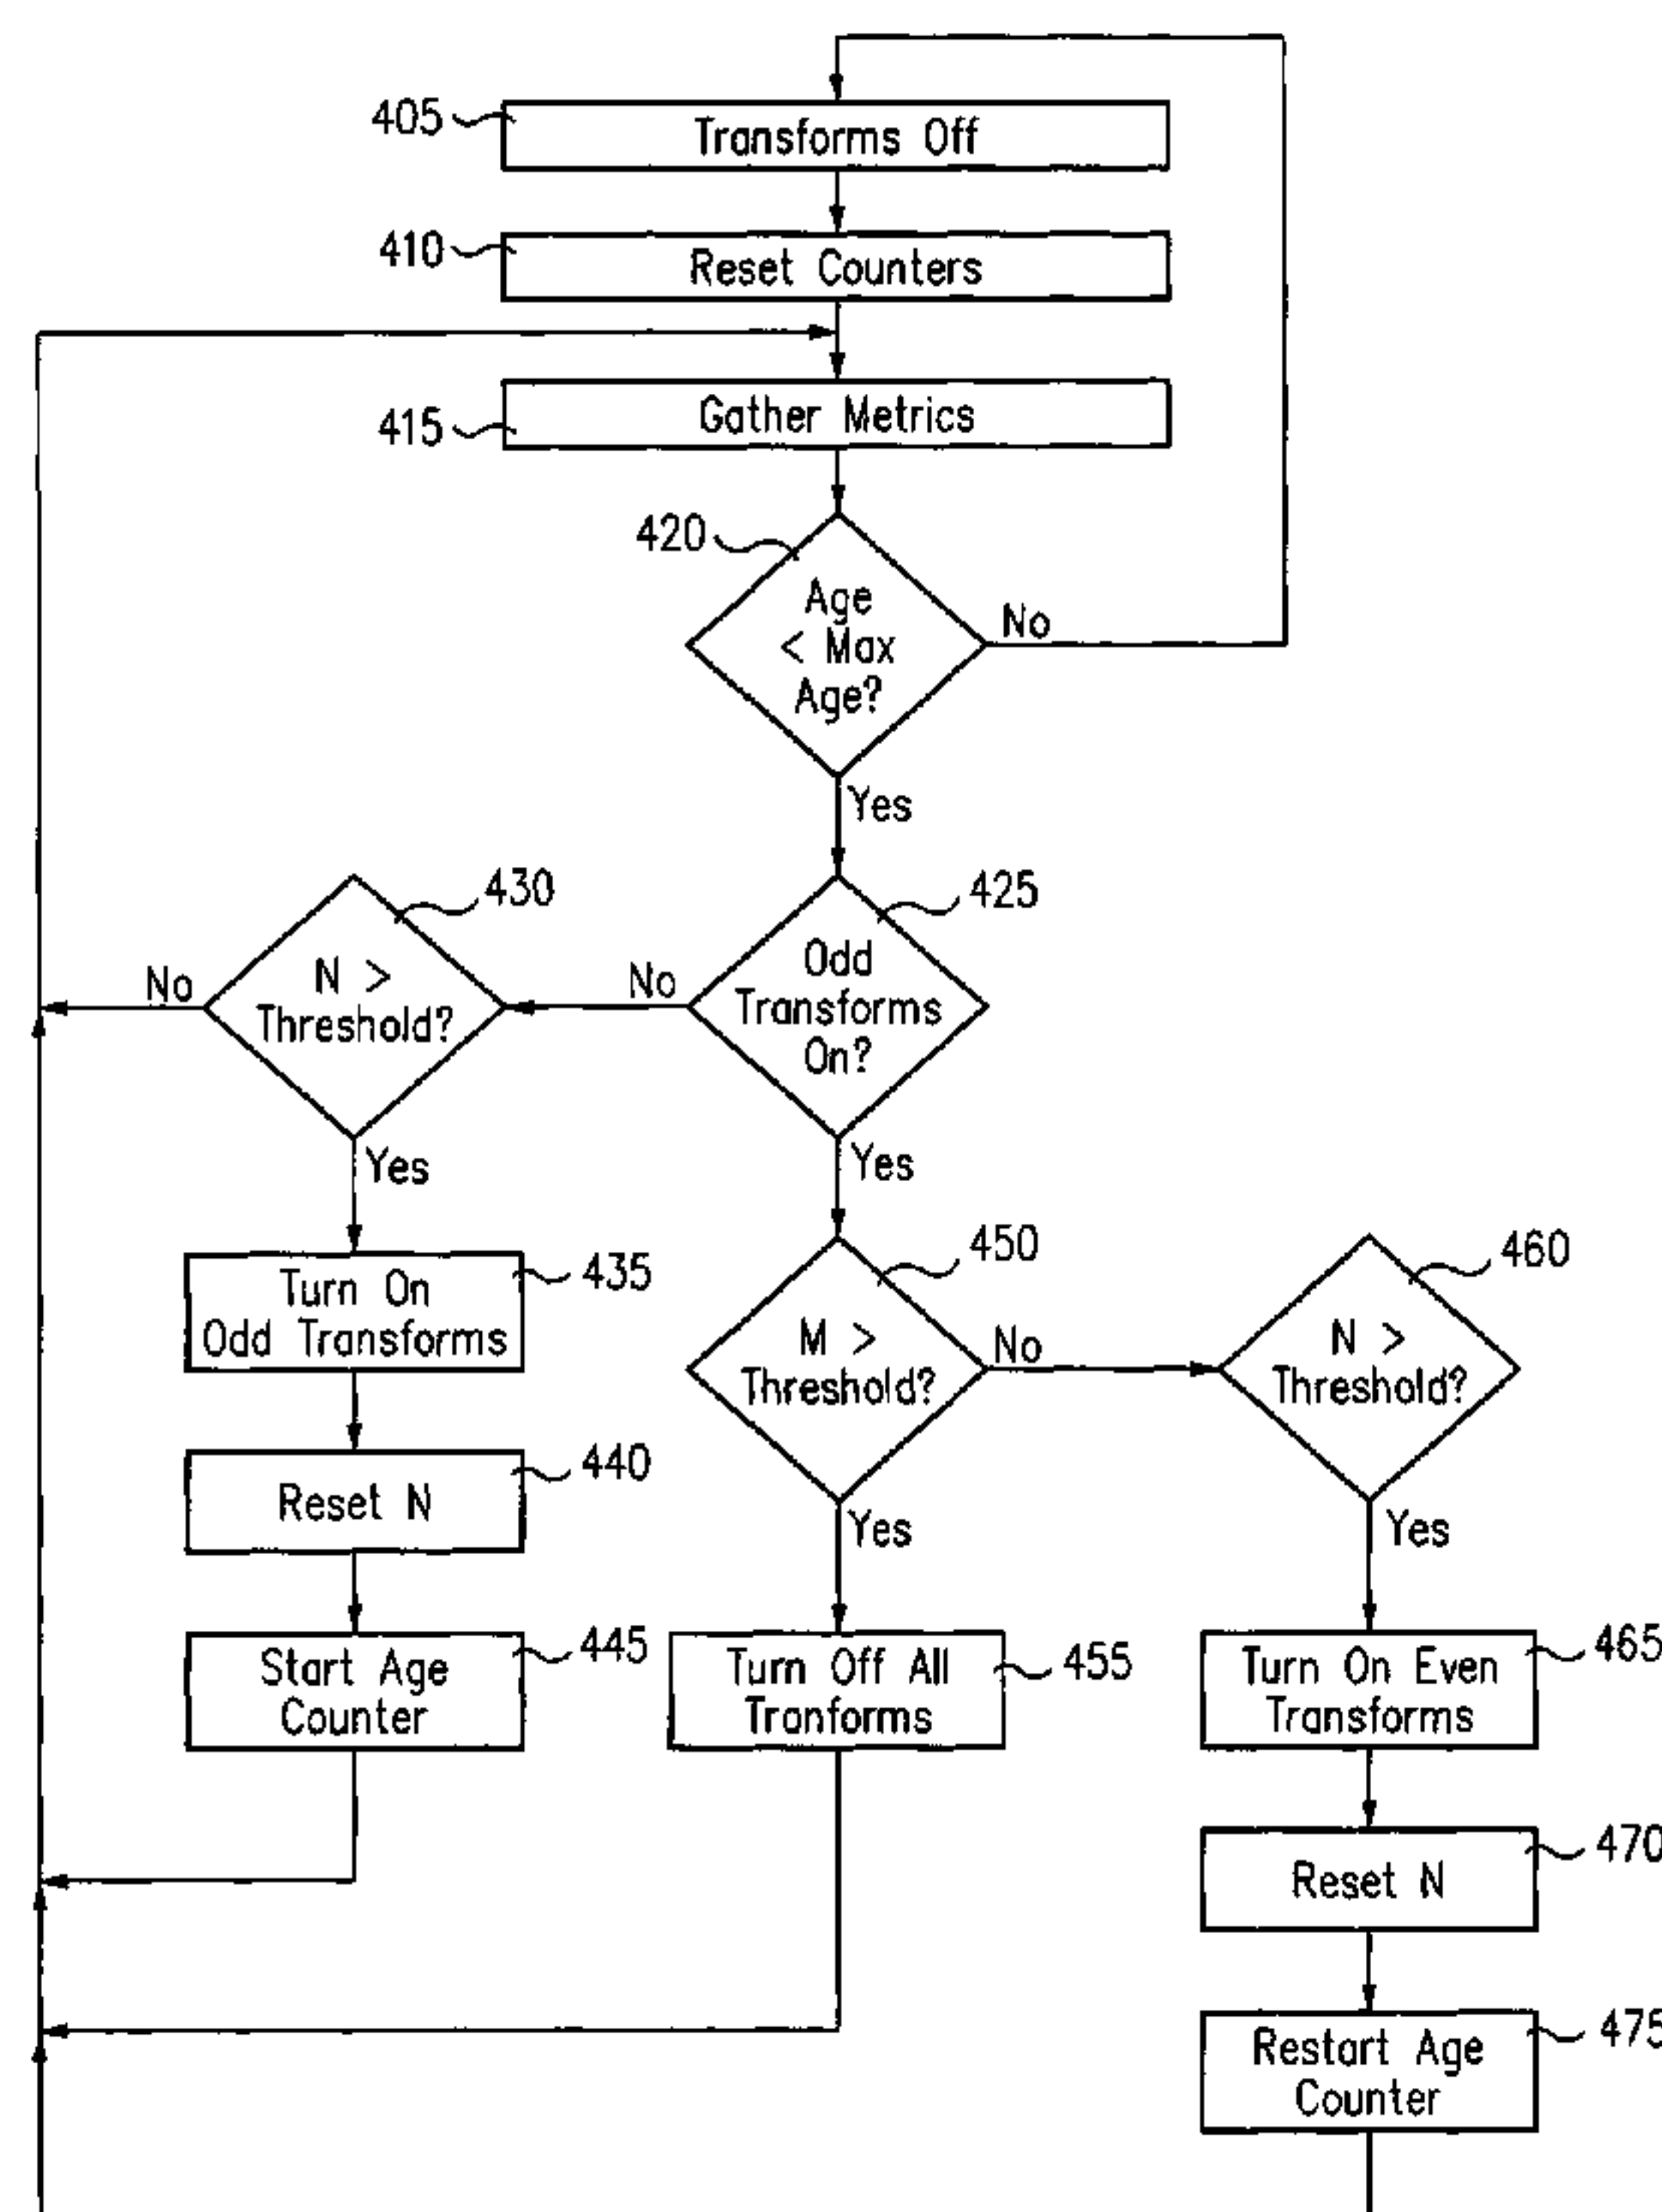 405
Transforms Off
410
Reset Counters
415
Gather Metrics
420
Age
< Max
Age?
No
Yes
430
N >
Threshold?
No
No
425
Odd
Transforms
On?
Yes
Yes
435
Turn On
Odd Transforms
440
Reset N
445
Start Age
Counter
450
M >
Threshold?
No
Yes
455
Turn Off All
Tranforms
460
N >
Threshold?
Yes
465
Turn On Even
Transforms
470
Reset N
475
Restart Age
Counter